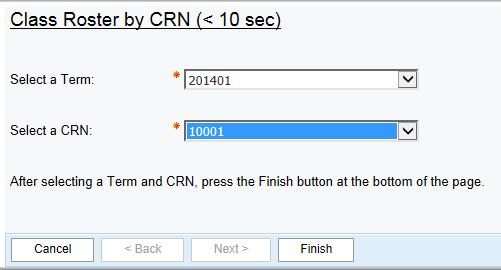 Class Roster by CRN (< 10 sec)
Select a Term: * 201401
Select a CRN: * 10001
After selecting a Term and CRN, press the Finish button at the bottom of the page.
Cancel < Back Next > Finish